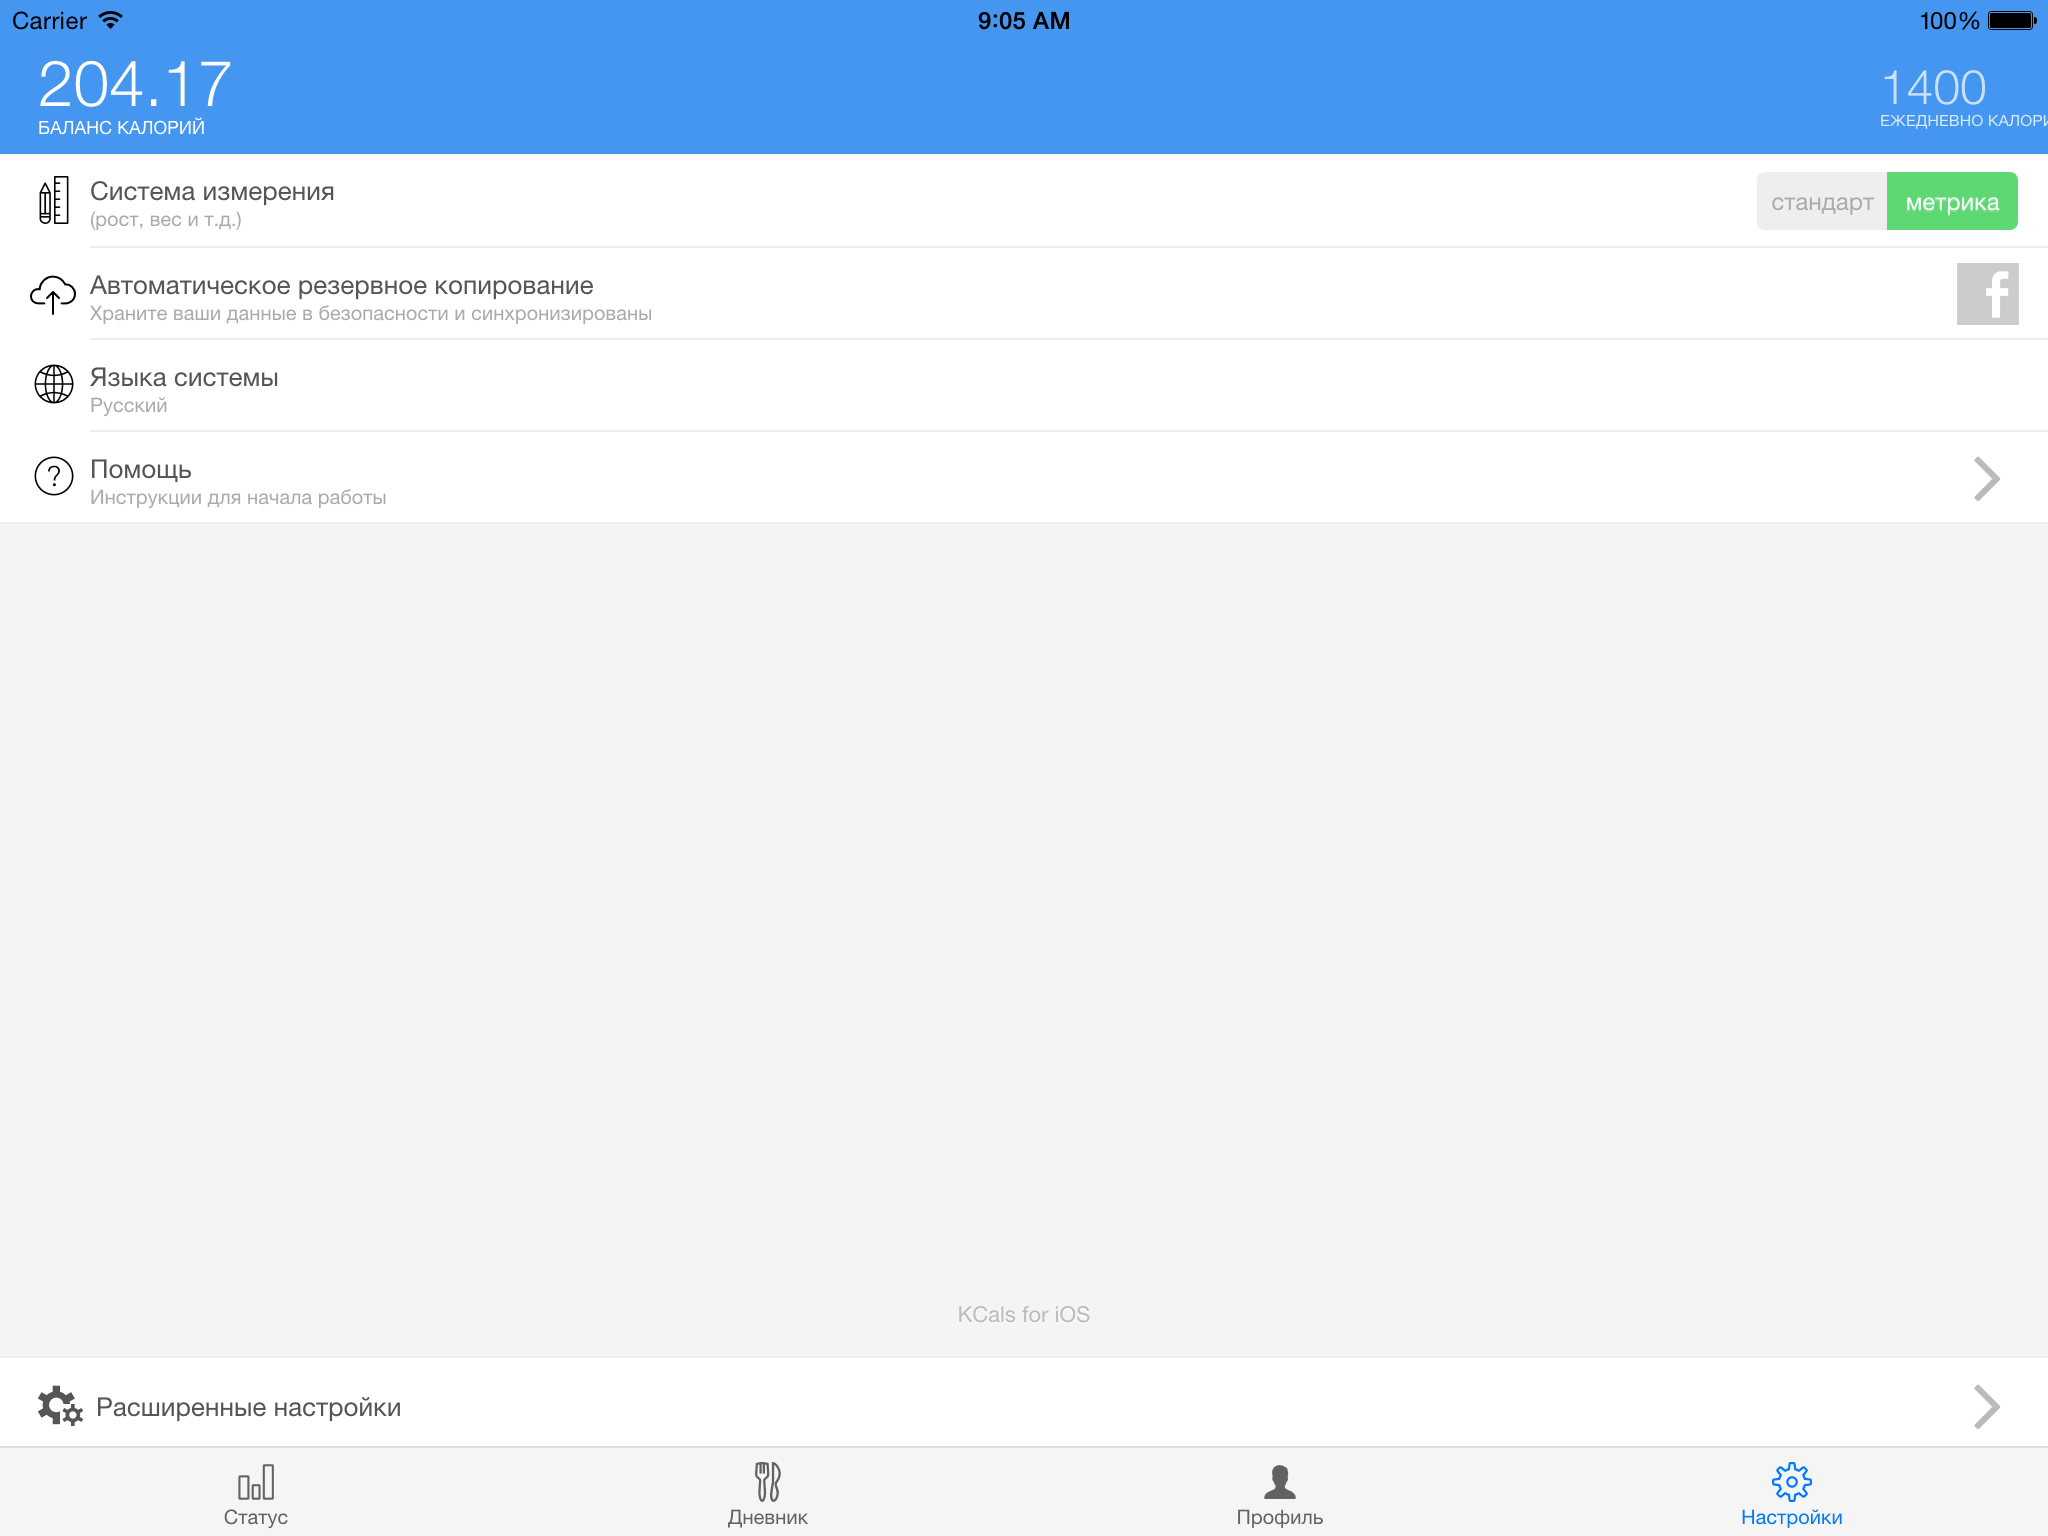 Carrier 9:05 AM 100%
204.17
БАЛАНС КАЛОРИЙ
1400
ЕЖЕДНЕВНО
Система измерения
(рост, вес и т.д.)
стандарт метрика
Автоматическое резервное копирование
Храните ваши данные в безопасности и синхронизированы
Языка системы
Русский
?
Помощь
Инструкции для начала работы
KCals for iOS
Расширенные настройки
Статус Дневник Профиль Настройки